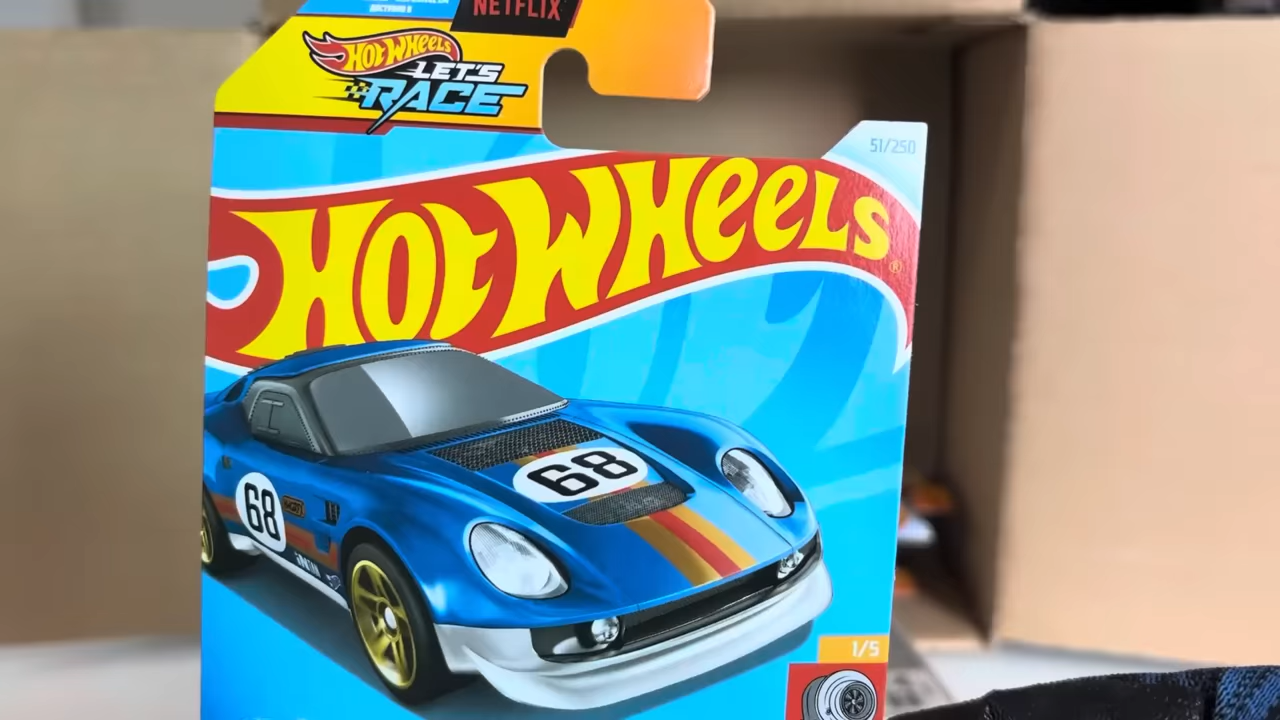 NETFLIX
HOT WHEELS
LET'S
RACE
51/250
HOT WHEELS®
68
68
1/5